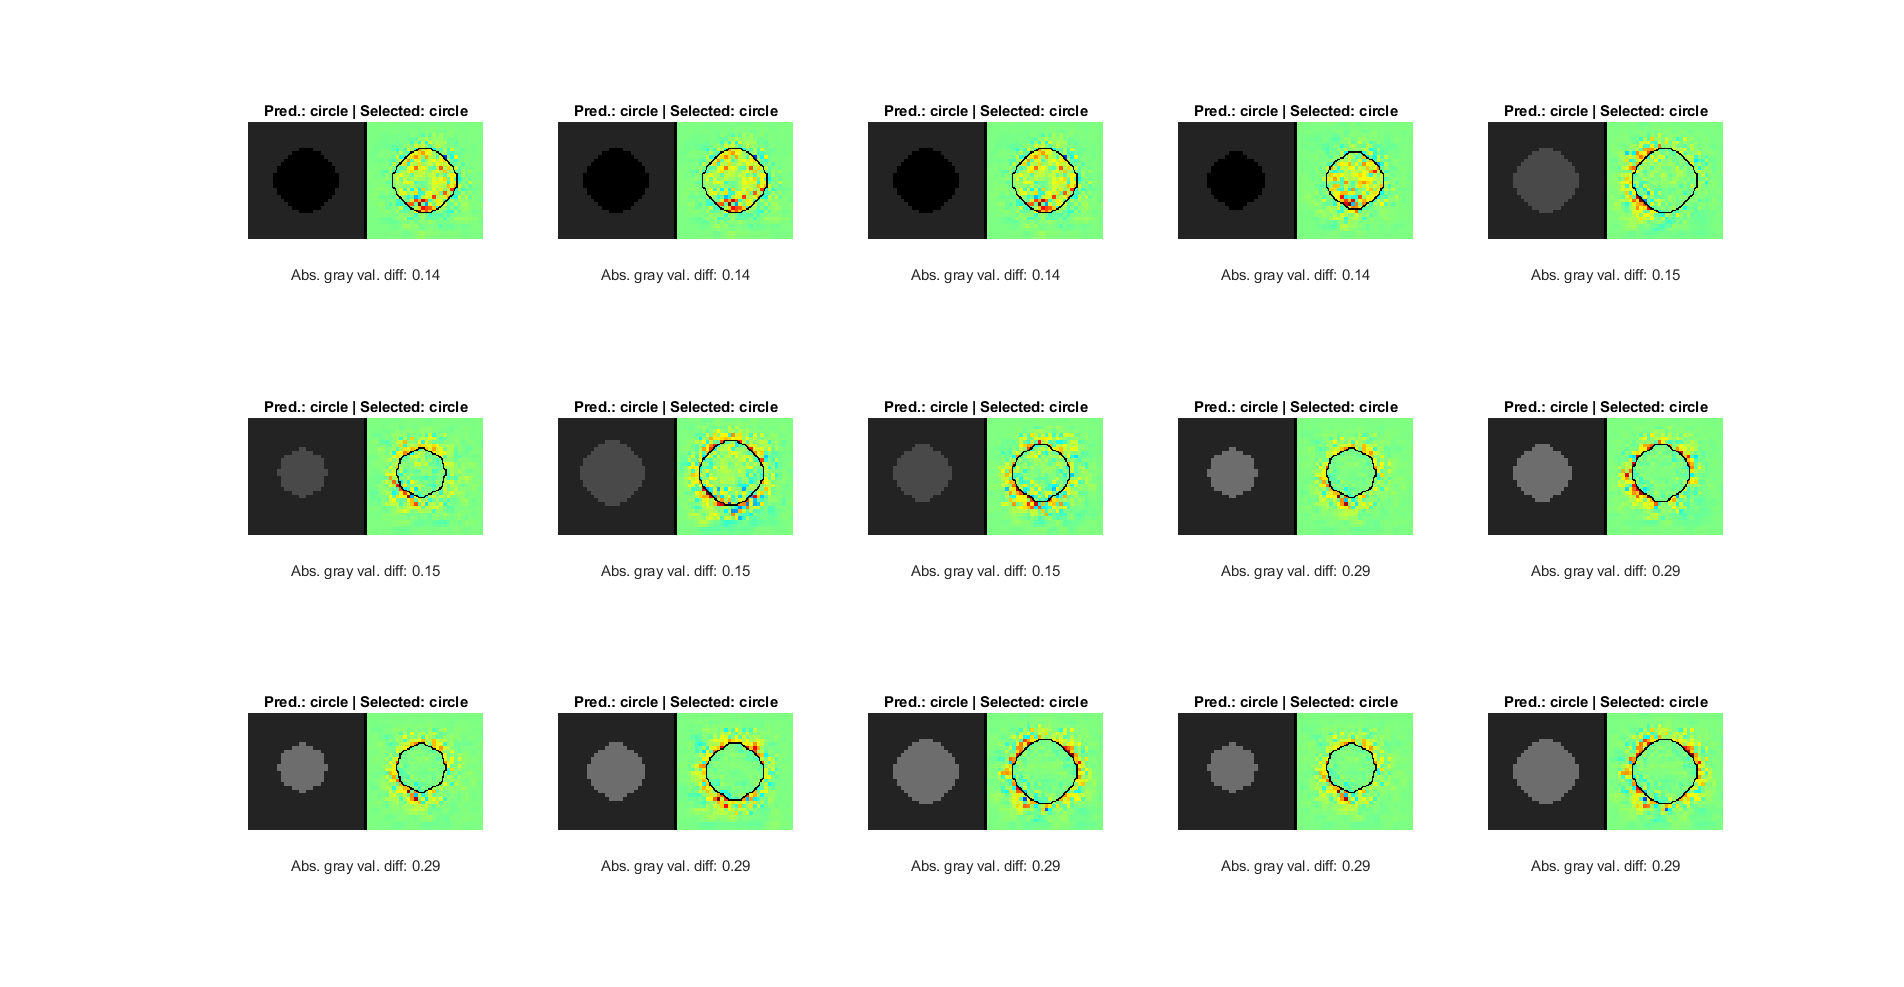 Pred.: circle | Selected: circle
Pred.: circle | Selected: circle
Pred.: circle | Selected: circle
Pred.: circle | Selected: circle
Pred.: circle | Selected: circle
Abs. gray val. diff: 0.14
Abs. gray val. diff: 0.14
Abs. gray val. diff: 0.14
Abs. gray val. diff: 0.14
Abs. gray val. diff: 0.15
Pred.: circle | Selected: circle
Pred.: circle | Selected: circle
Pred.: circle | Selected: circle
Pred.: circle | Selected: circle
Pred.: circle | Selected: circle
Abs. gray val. diff: 0.15
Abs. gray val. diff: 0.15
Abs. gray val. diff: 0.15
Abs. gray val. diff: 0.29
Abs. gray val. diff: 0.29
Pred.: circle | Selected: circle
Pred.: circle | Selected: circle
Pred.: circle | Selected: circle
Pred.: circle | Selected: circle
Pred.: circle | Selected: circle
Abs. gray val. diff: 0.29
Abs. gray val. diff: 0.29
Abs. gray val. diff: 0.29
Abs. gray val. diff: 0.29
Abs. gray val. diff: 0.29